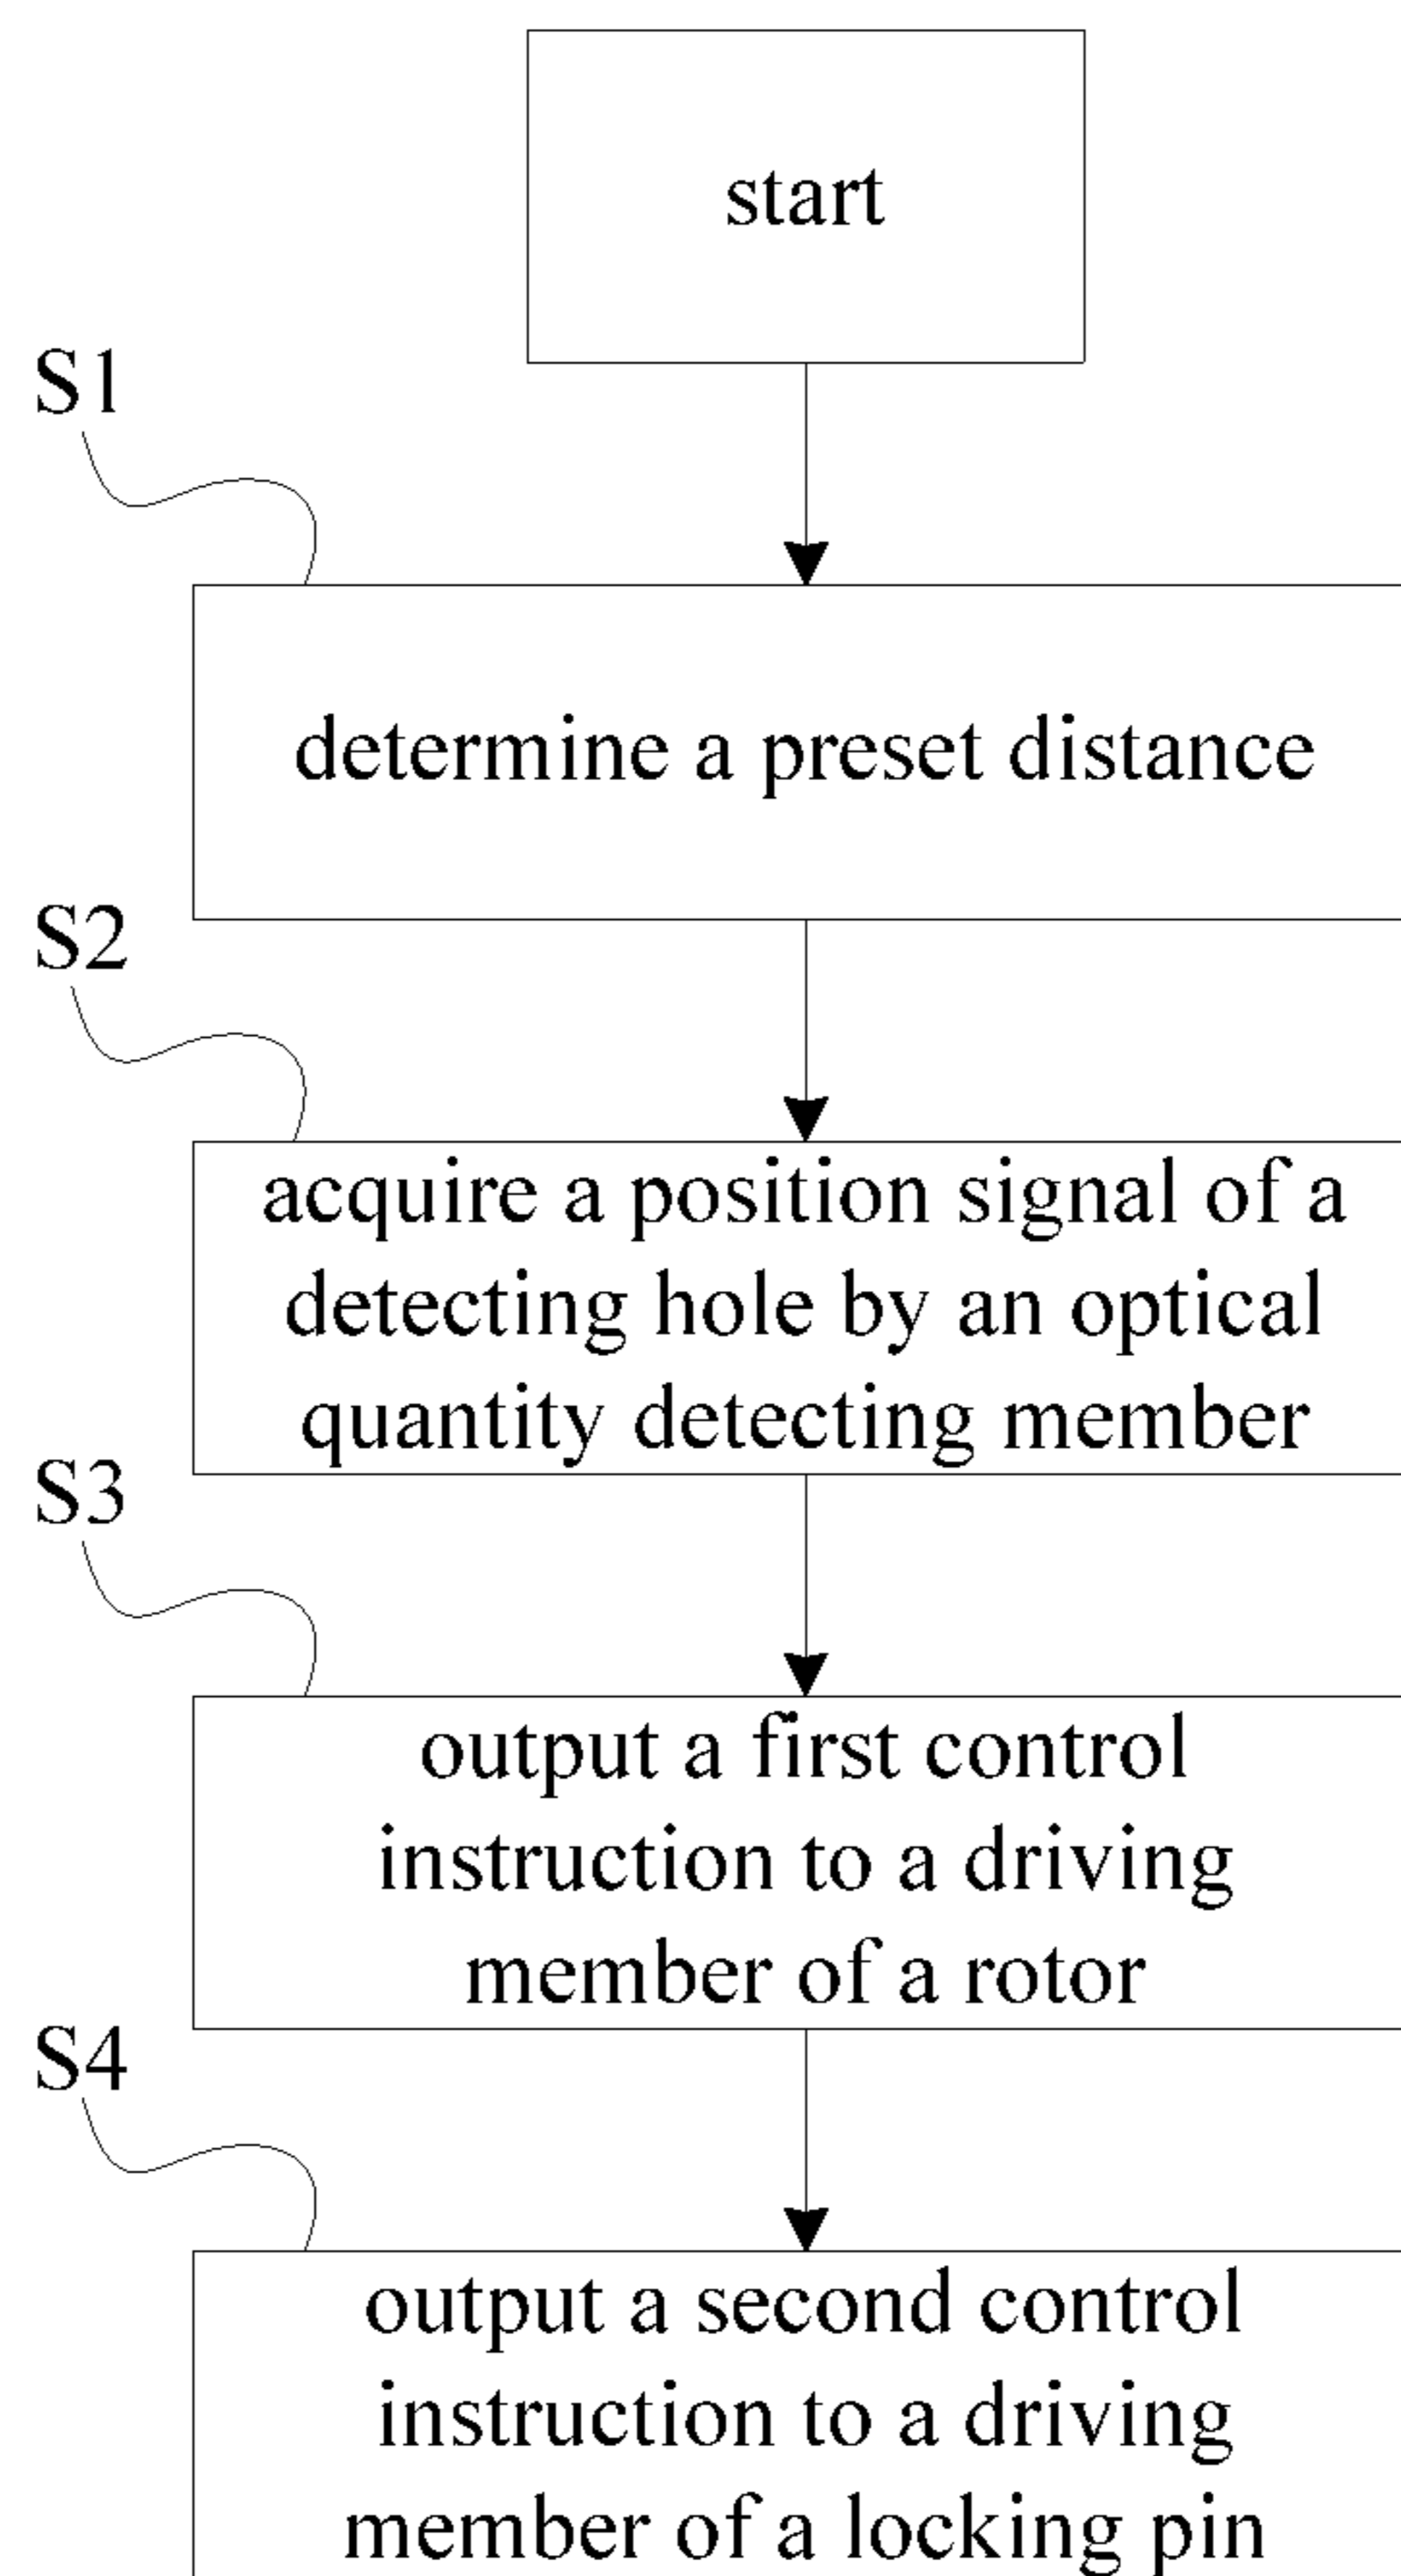 start
S1
determine a preset distance
S2
acquire a position signal of a
detecting hole by an optical
quantity detecting member
S3
output a first control
instruction to a driving
member of a rotor
S4
output a second control
instruction to a driving
member of a locking pin